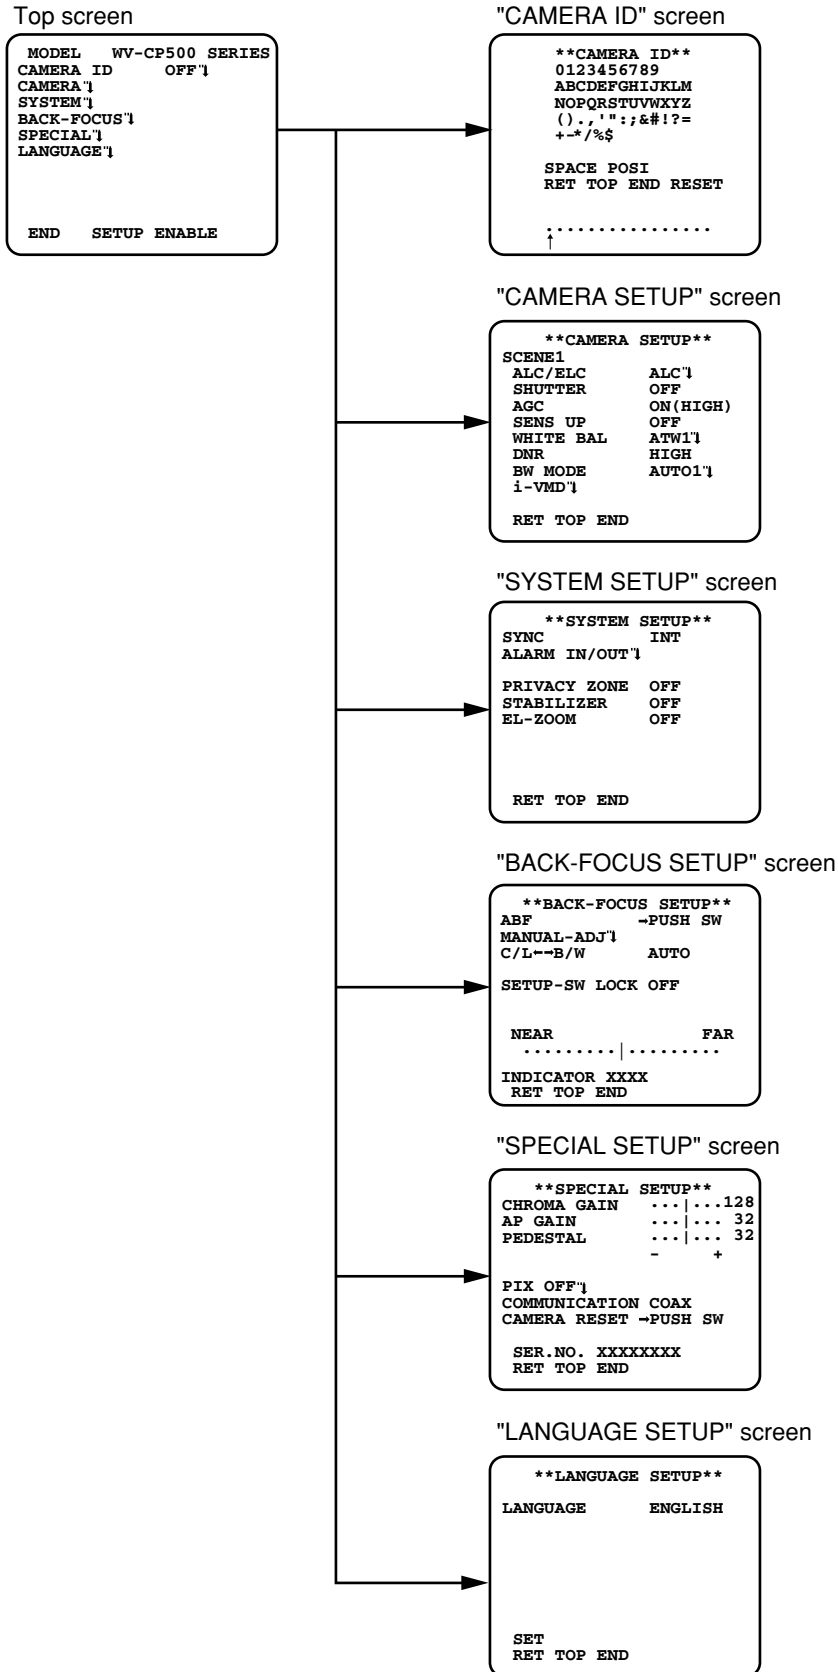 Top screen
MODEL WV-CP500 SERIES
CAMERA ID OFF
CAMERA
SYSTEM
BACK-FOCUS
SPECIAL
LANGUAGE
END SETUP ENABLE
"CAMERA ID" screen
**CAMERA ID**
0123456789
ABCDEFGHIJKLM
NOPQRSTUVWXYZ
().,'":;&#!?=
+-*/%$
SPACE POSI
RET TOP END RESET
................
↑
"CAMERA SETUP" screen
**CAMERA SETUP**
SCENE1
ALC/ELC ALC
SHUTTER OFF
AGC ON(HIGH)
SENS UP OFF
WHITE BAL ATW1
DNR HIGH
BW MODE AUTO1
i-VMD
RET TOP END
"SYSTEM SETUP" screen
**SYSTEM SETUP**
SYNC INT
ALARM IN/OUT
PRIVACY ZONE OFF
STABILIZER OFF
EL-ZOOM OFF
RET TOP END
"BACK-FOCUS SETUP" screen
**BACK-FOCUS SETUP**
ABF →PUSH SW
MANUAL-ADJ
C/L←→B/W AUTO
SETUP-SW LOCK OFF
NEAR FAR
.........|.........
INDICATOR XXXX
RET TOP END
"SPECIAL SETUP" screen
**SPECIAL SETUP**
CHROMA GAIN ...|...128
AP GAIN ...|... 32
PEDESTAL ...|... 32
- +
PIX OFF
COMMUNICATION COAX
CAMERA RESET →PUSH SW
SER.NO. XXXXXXXX
RET TOP END
"LANGUAGE SETUP" screen
**LANGUAGE SETUP**
LANGUAGE ENGLISH
SET
RET TOP END